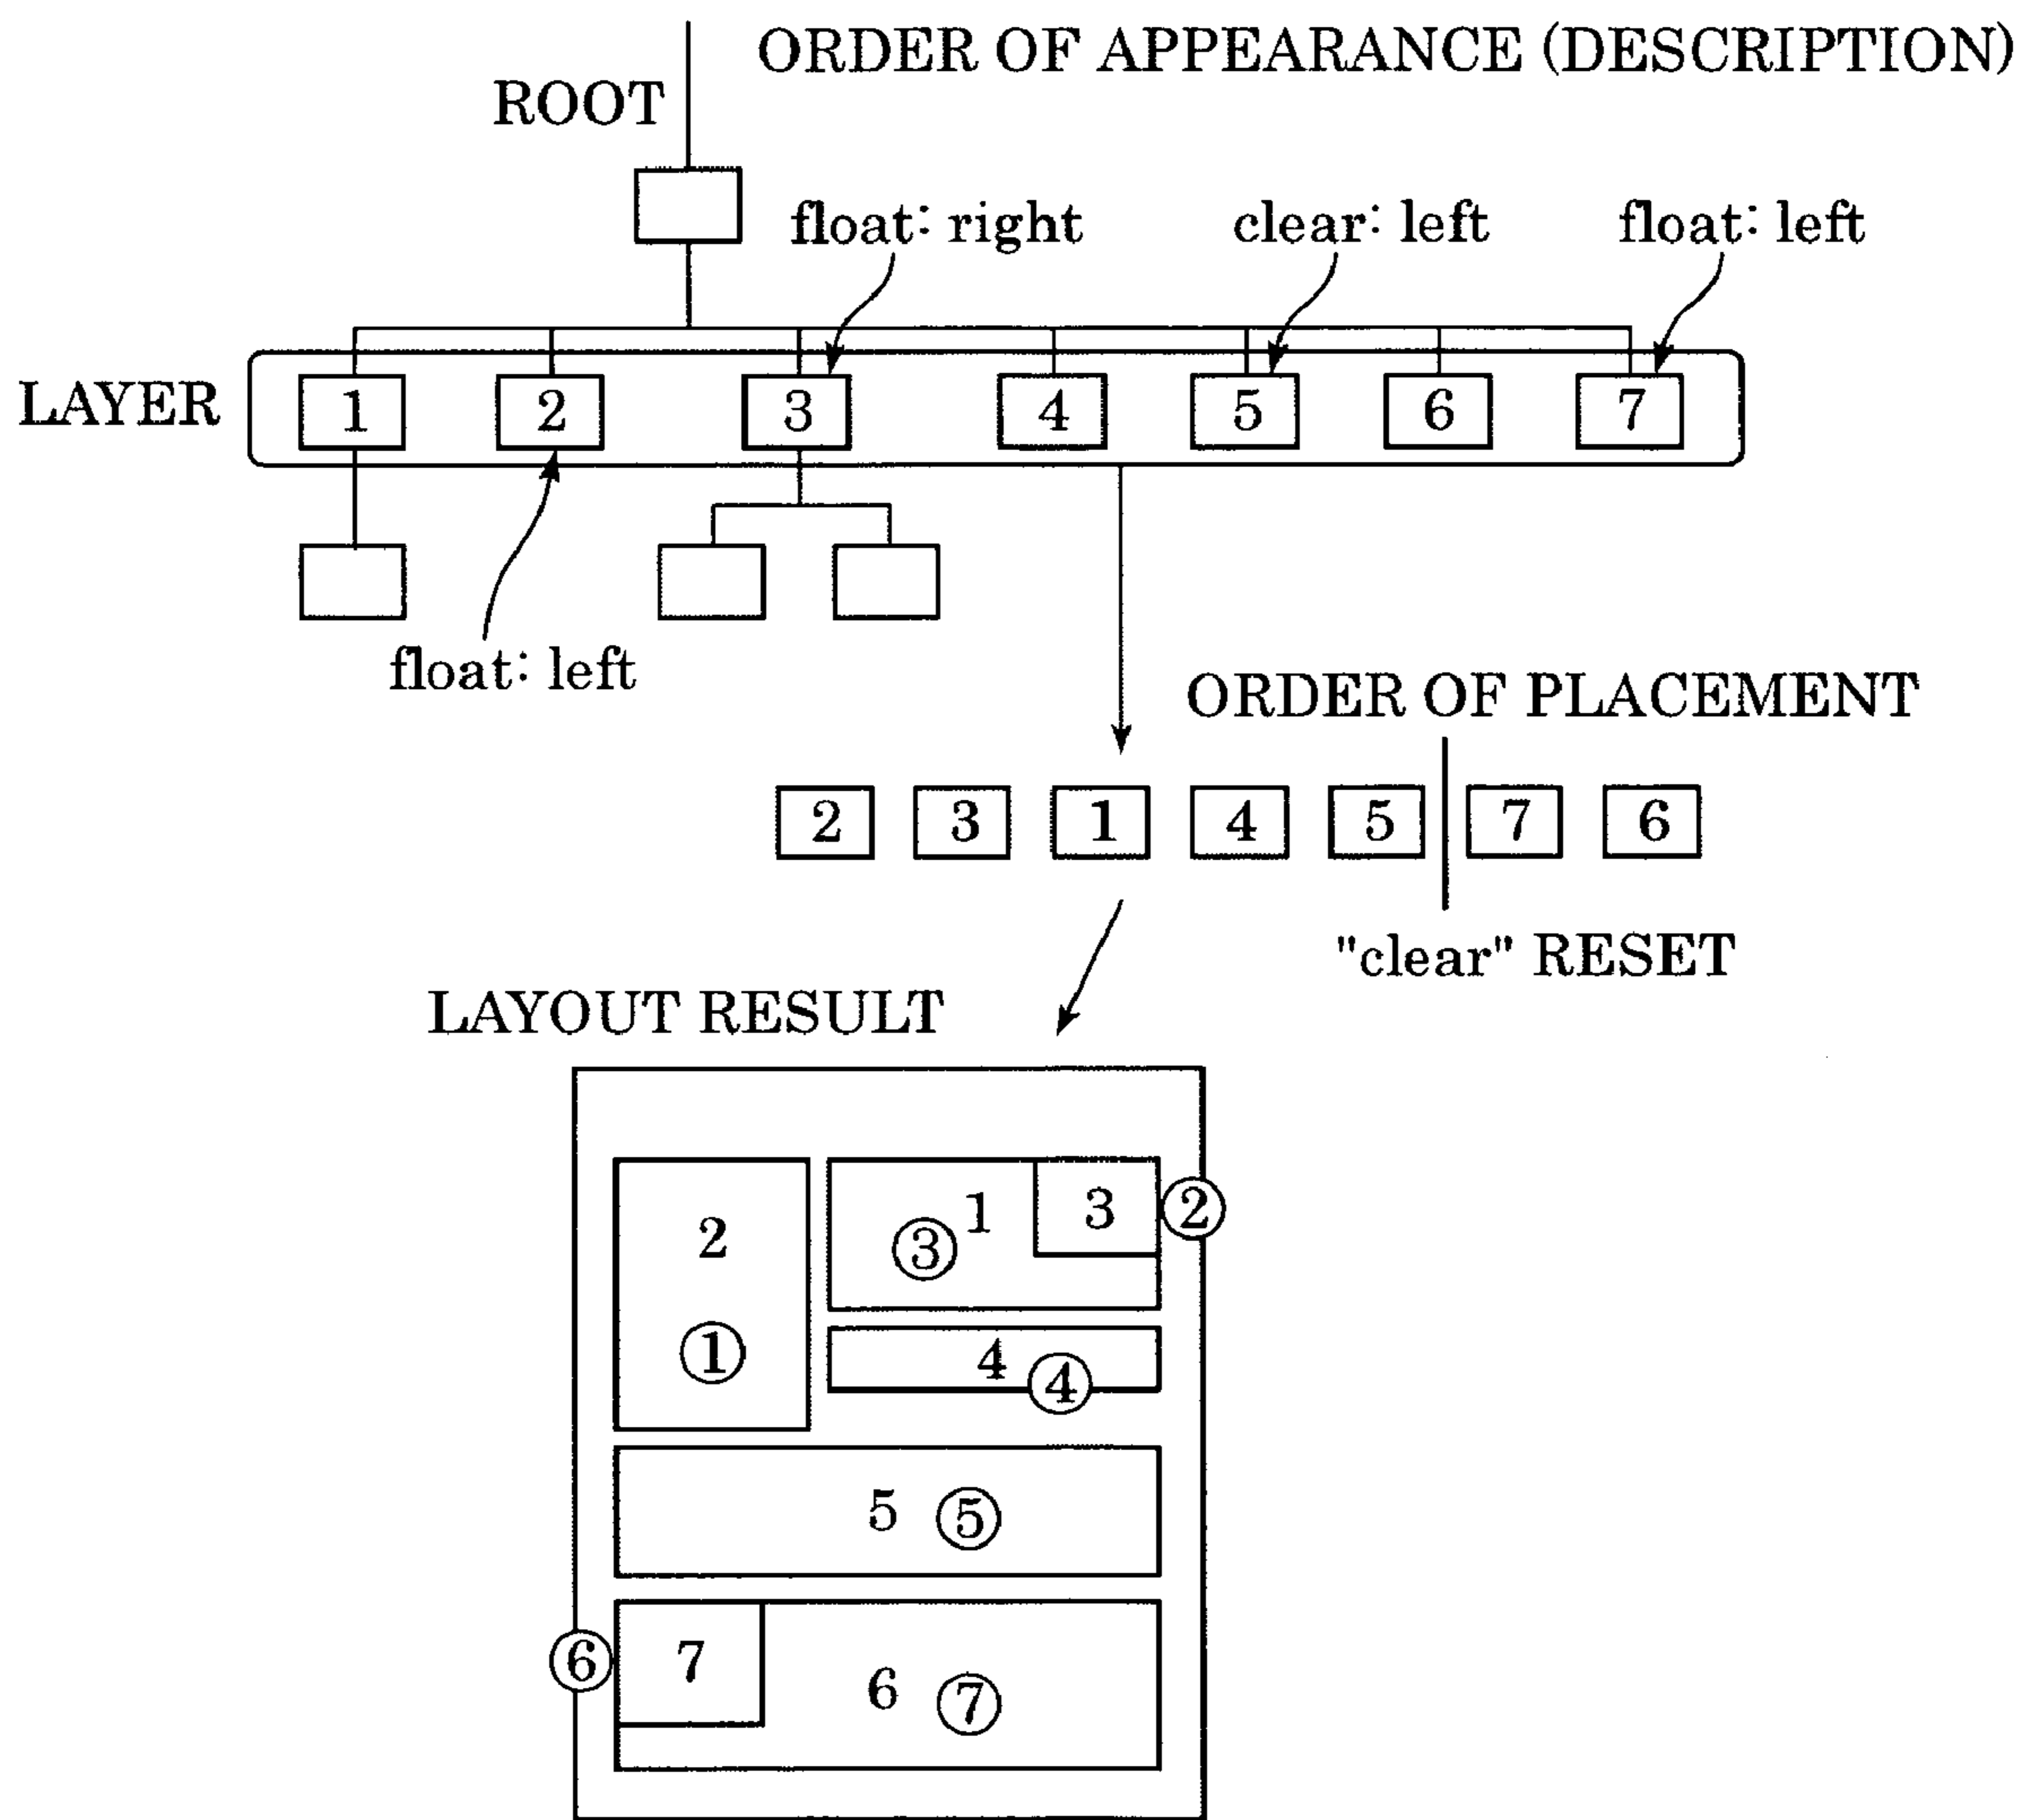 ORDER OF APPEARANCE (DESCRIPTION)
ROOT
float: right
clear: left
float: left
LAYER
1 2 3 4 5 6 7
float: left
ORDER OF PLACEMENT
2 3 1 4 5 7 6
"clear" RESET
LAYOUT RESULT
2 1 3 ②
③
① 4 ④
5 ⑤
⑥ 7 6 ⑦